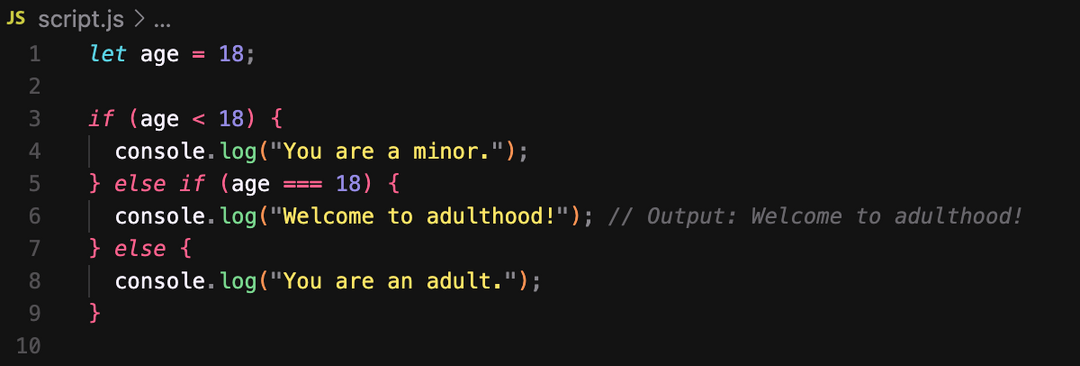 JS script.js > ...
1 let age = 18;
2
3 if (age < 18) {
4   console.log("You are a minor.");
5 } else if (age === 18) {
6   console.log("Welcome to adulthood!"); // Output: Welcome to adulthood!
7 } else {
8   console.log("You are an adult.");
9 }
10